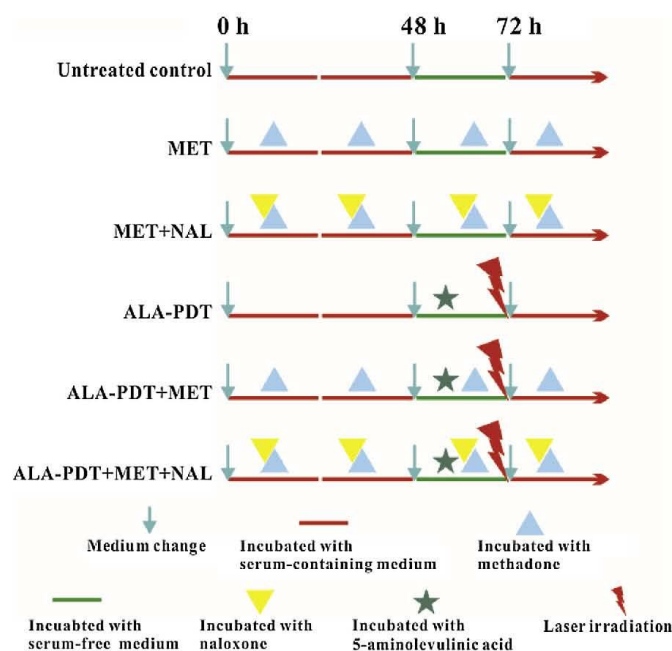 0 h 48 h 72 h
Untreated control
MET
MET+NAL
ALA-PDT
ALA-PDT+MET
ALA-PDT+MET+NAL
Medium change
Incubated with
serum-containing medium
Incubated with
methadone
Incuabted with
serum-free medium
Incubated with
naloxone
Incubated with
5-aminolevulinic acid
Laser irradiation